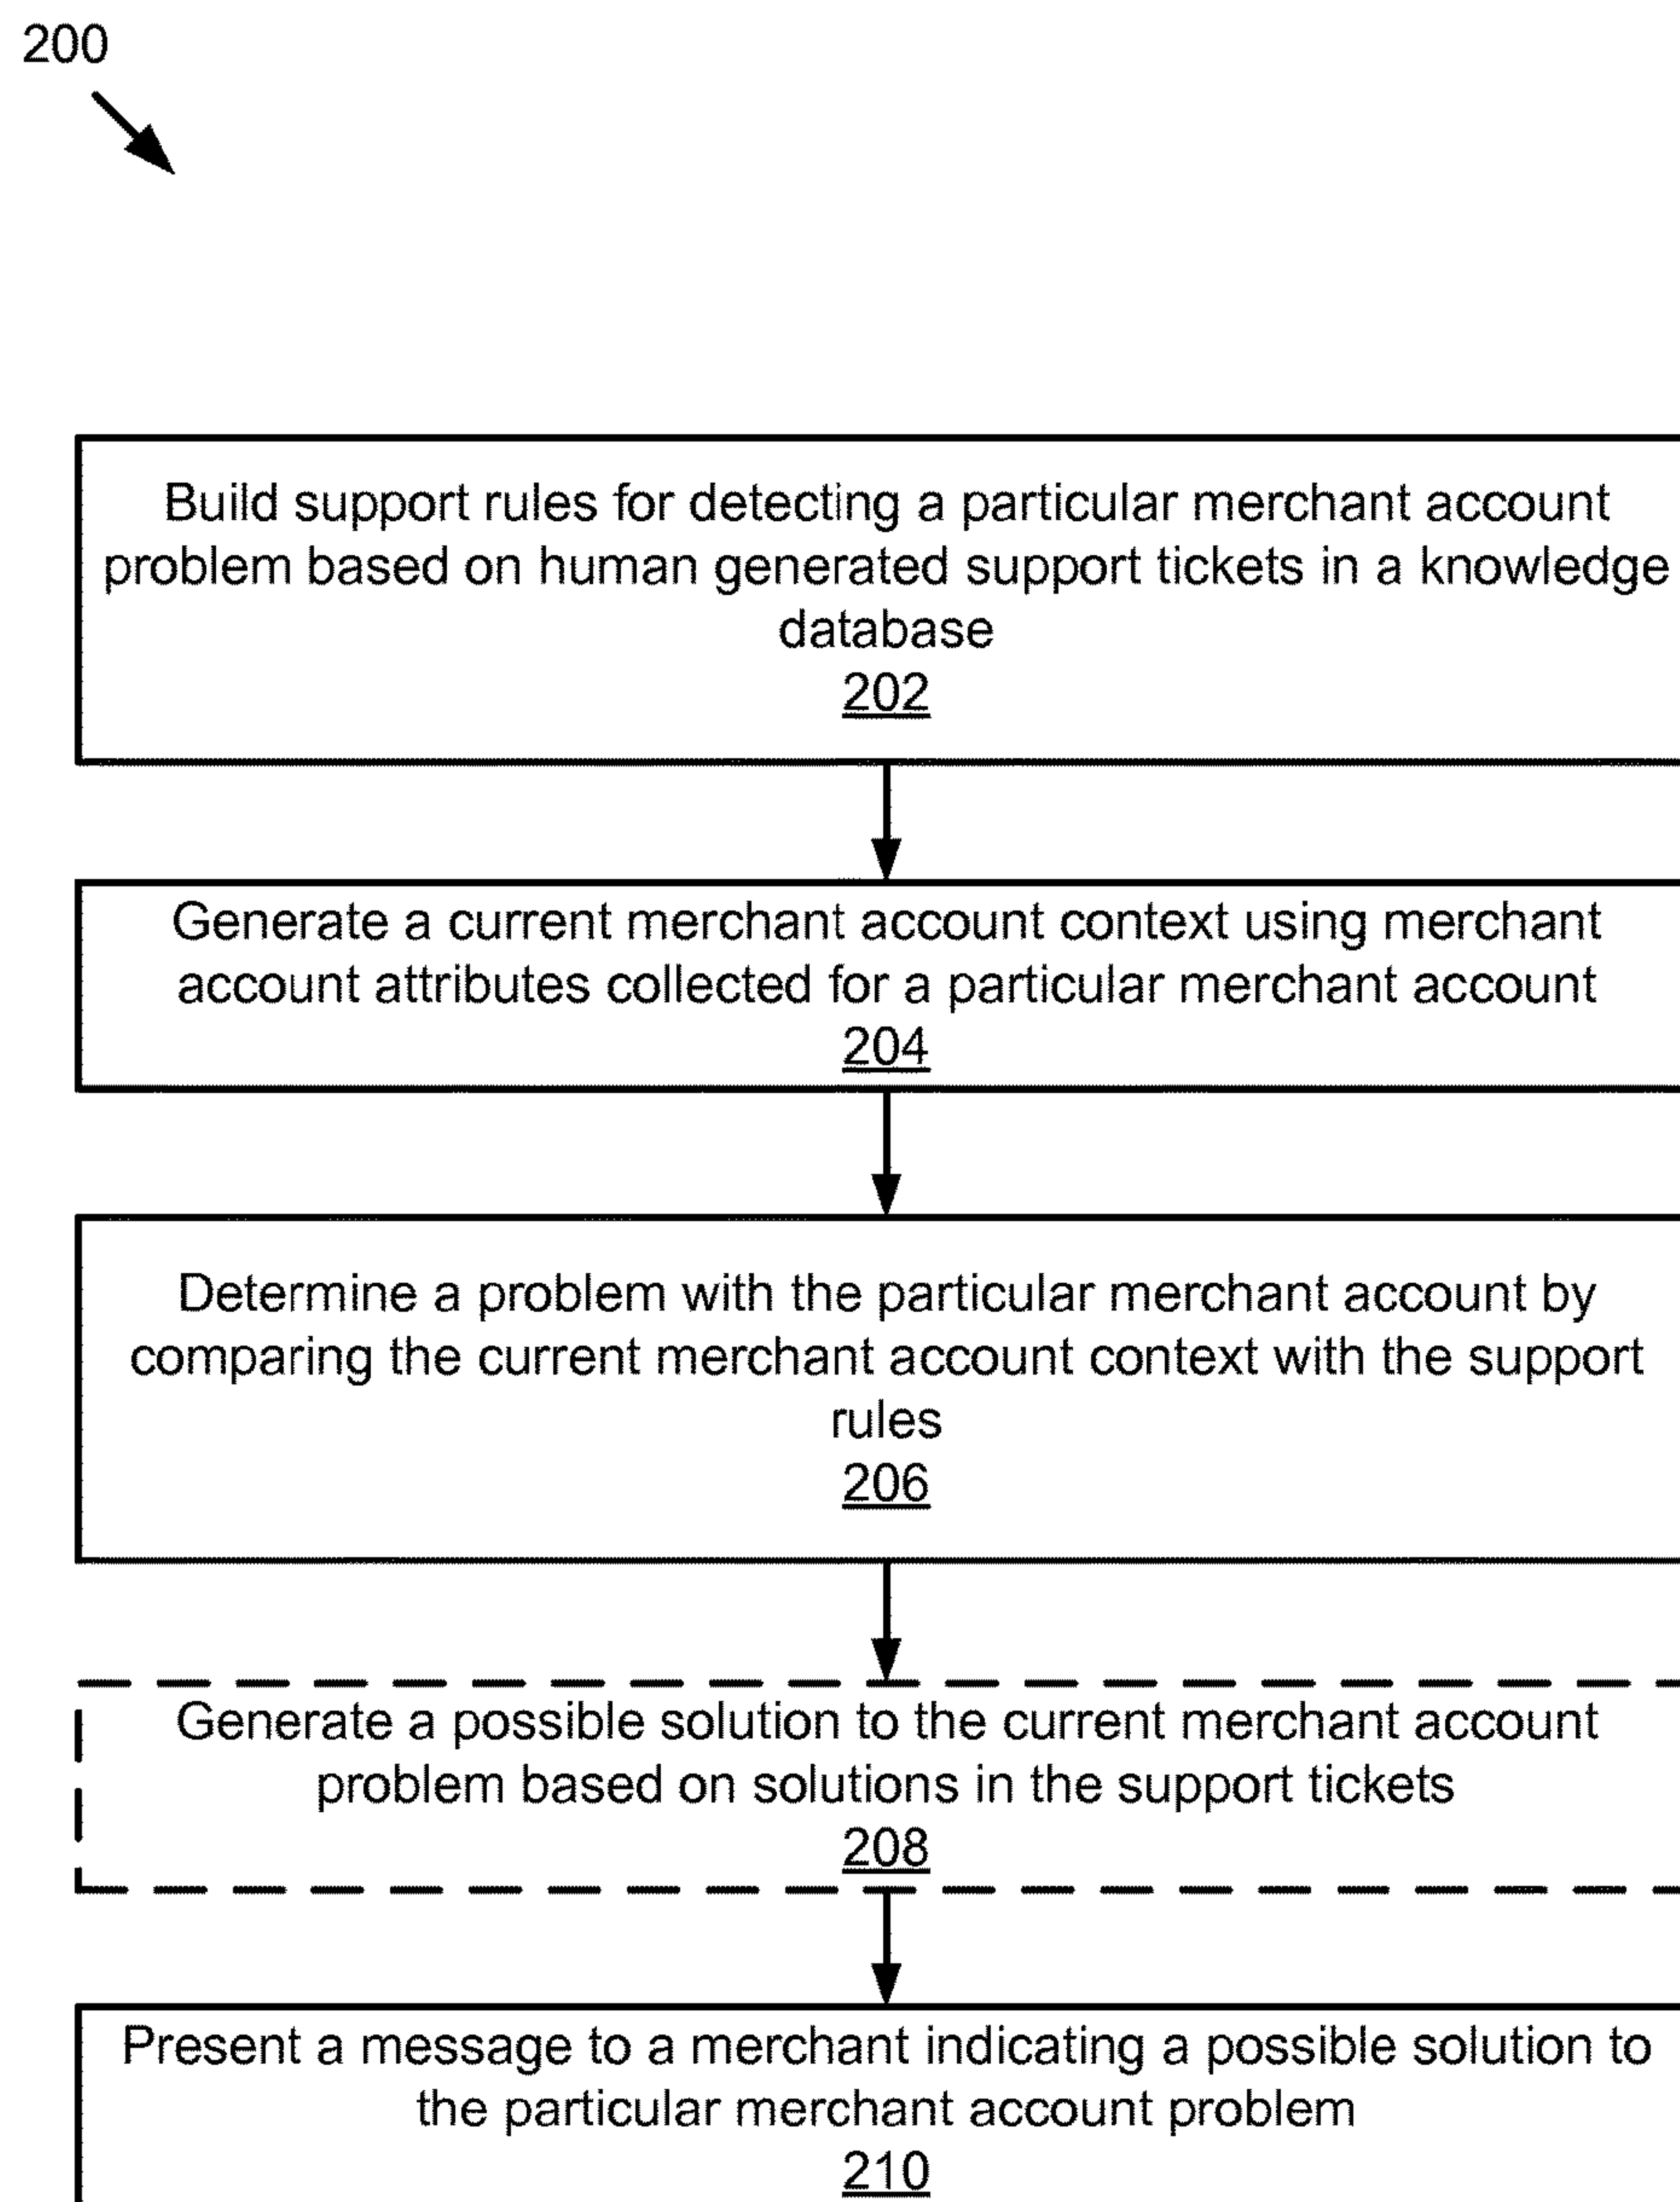 200
Build support rules for detecting a particular merchant account
problem based on human generated support tickets in a knowledge
database
202
Generate a current merchant account context using merchant
account attributes collected for a particular merchant account
204
Determine a problem with the particular merchant account by
comparing the current merchant account context with the support
rules
206
Generate a possible solution to the current merchant account
problem based on solutions in the support tickets
208
Present a message to a merchant indicating a possible solution to
the particular merchant account problem
210